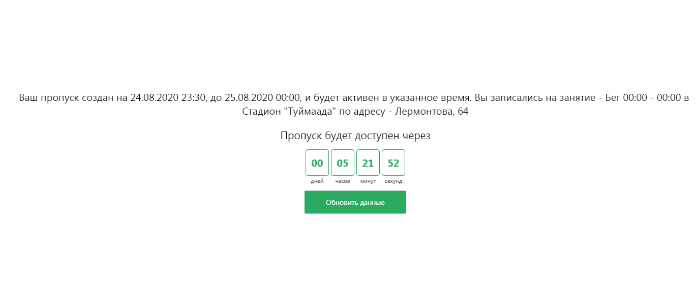 Ваш пропуск создан на 24.08.2020 23:30, до 25.08.2020 00:00, и будет активен в указанное время. Вы записались на занятие - Бег 00:00 - 00:00 в
Стадион "Туймаада" по адресу - Лермонтова, 64
Пропуск будет доступен через
00 05 21 52
дней часов минут секунд
Обновить данные